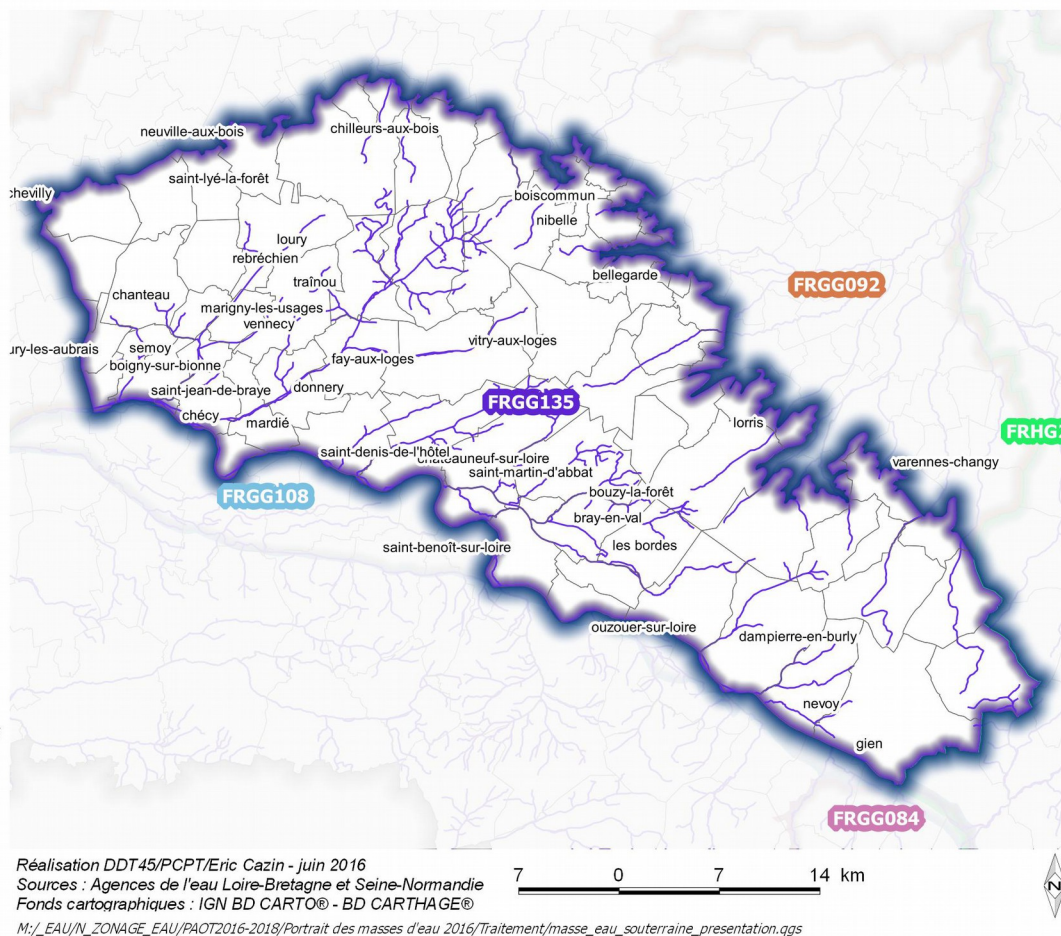 neuville-aux-bois
chilleurs-aux-bois
saint-lyé-la-forêt
chevilly
boiscommun
nibelle
loury
rebréchien
bellegarde
FRGG092
traînou
chanteau
marigny-les-usages
vennecy
vitry-aux-loges
ury-les-aubrais
semoy
fay-aux-loges
boigny-sur-bionne
saint-jean-de-braye
donnery
FRGG135
chécy
mardié
lorris
FRHG
saint-denis-de-l'hôtel
châteauneuf-sur-loire
varennes-changy
saint-martin-d'abbat
FRGG108
bouzy-la-forêt
bray-en-val
saint-benoît-sur-loire
les bordes
ouzouer-sur-loire
dampierre-en-burly
nevoy
gien
FRGG084
Réalisation DDT45/PCPT/Eric Cazin - juin 2016
Sources : Agences de l'eau Loire-Bretagne et Seine-Normandie
Fonds cartographiques : IGN BD CARTO® - BD CARTHAGE®
7 0 7 14 km
N
M:/_EAU/N_ZONAGE_EAU/PAOT2016-2018/Portrait des masses d'eau 2016/Traitement/masse_eau_souterraine_presentation.qgs